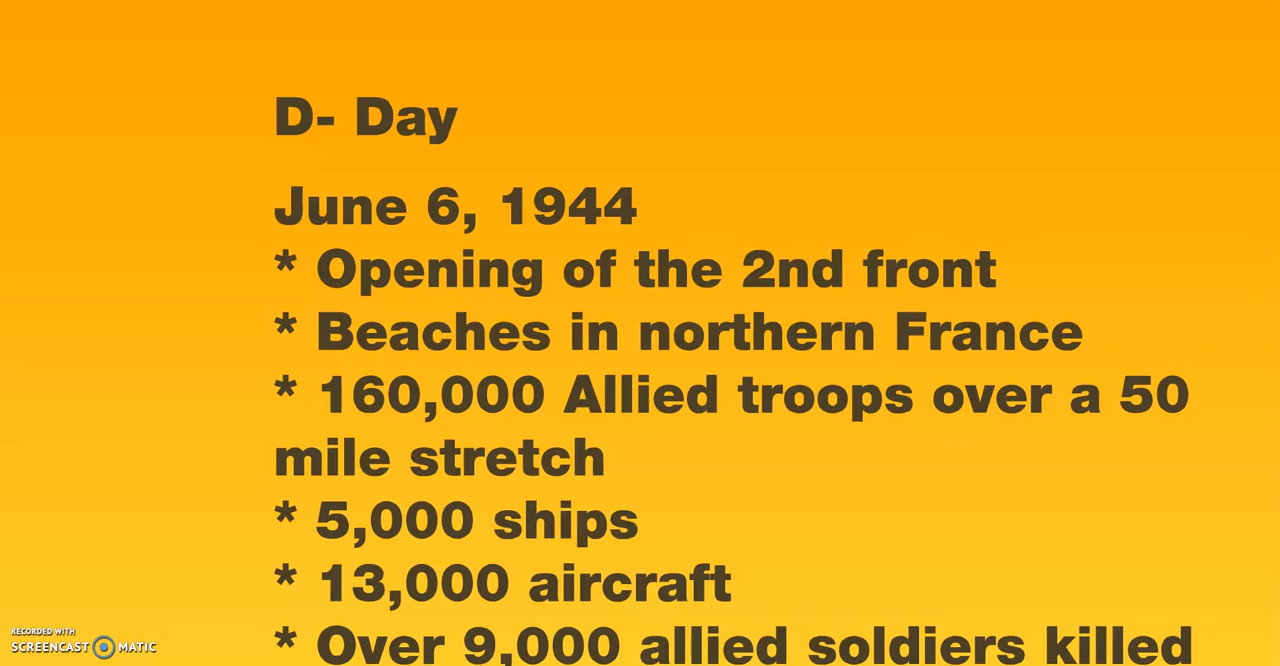 D- Day
June 6, 1944
* Opening of the 2nd front
* Beaches in northern France
* 160,000 Allied troops over a 50
mile stretch
* 5,000 ships
* 13,000 aircraft
* Over 9,000 allied soldiers killed
RECORDED WITH
SCREENCAST MATIC